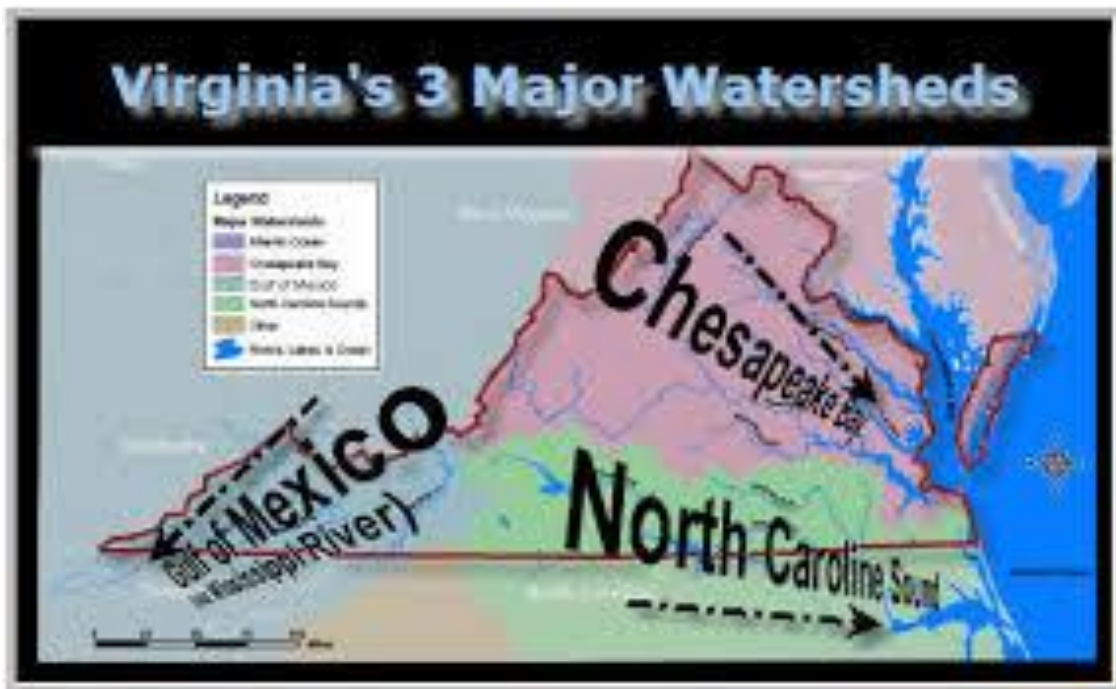 Virginia's 3 Major Watersheds
Legend
Major Watersheds
Atlantic Ocean
Chesapeake Bay
Gulf of Mexico
North Carolina Sounds
Other
Rivers, Lakes & Ocean
Chesapeake Bay
Gulf of Mexico
Mississippi River)
North Caroline Sound